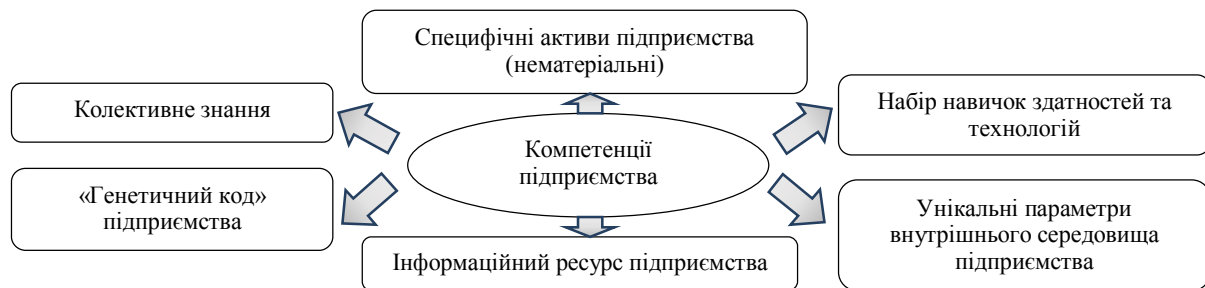 Специфічні активи підприємства
(нематеріальні)
Колективне знання
Набір навичок здатностей та
технологій
Компетенції
підприємства
«Генетичний код»
підприємства
Унікальні параметри
внутрішнього середовища
підприємства
Інформаційний ресурс підприємства